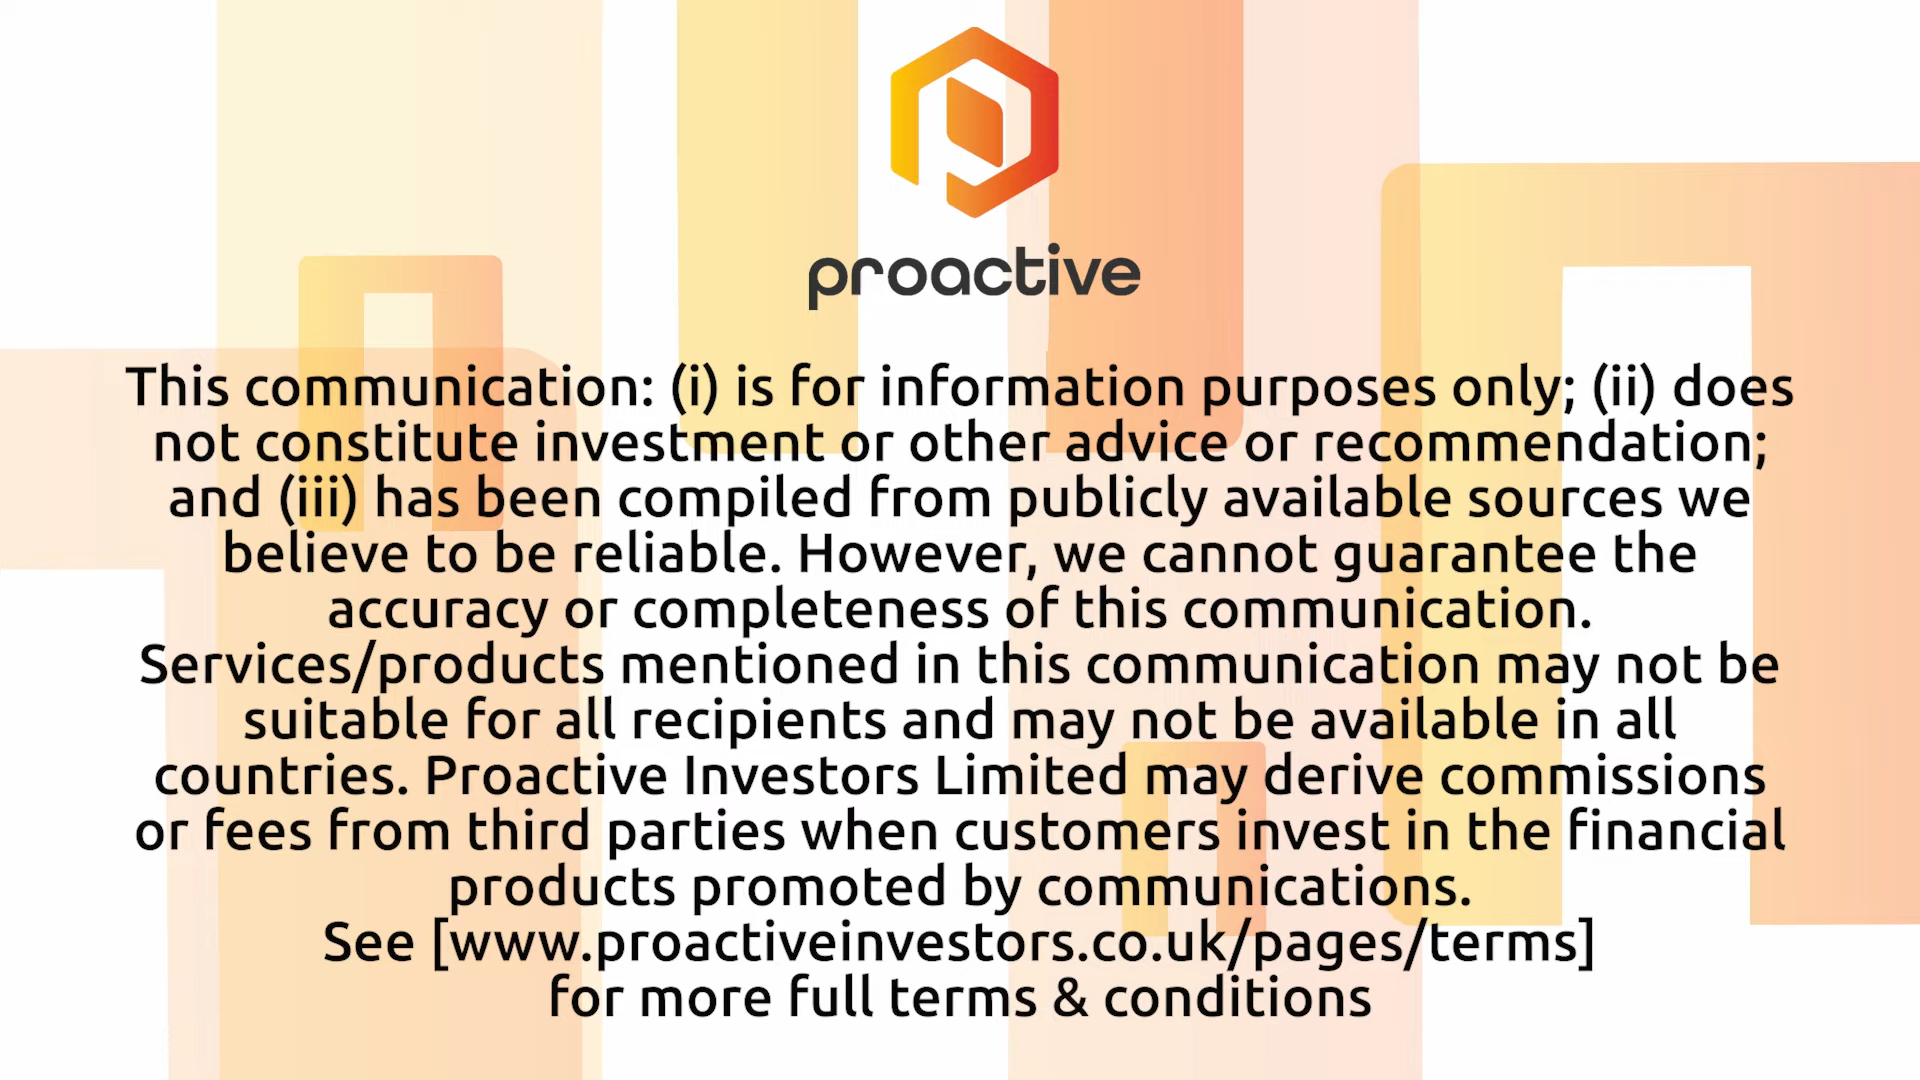 proactive
This communication: (i) is for information purposes only; (ii) does
not constitute investment or other advice or recommendation;
and (iii) has been compiled from publicly available sources we
believe to be reliable. However, we cannot guarantee the
accuracy or completeness of this communication.
Services/products mentioned in this communication may not be
suitable for all recipients and may not be available in all
countries. Proactive Investors Limited may derive commissions
or fees from third parties when customers invest in the financial
products promoted by communications.
See [www.proactiveinvestors.co.uk/pages/terms]
for more full terms & conditions